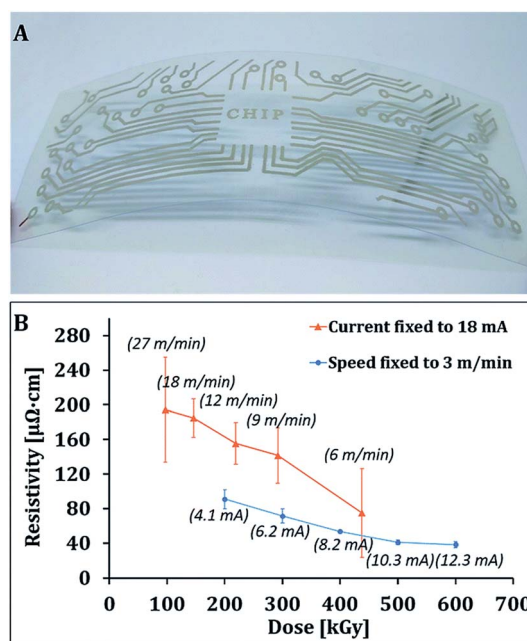 A
CHIP
B
Resistivity [μΩ·cm]
280
240
200
160
120
80
40
0
(27 m/min)
(18 m/min)
(12 m/min)
(9 m/min)
(6 m/min)
Current fixed to 18 mA
Speed fixed to 3 m/min
(4.1 mA)
(6.2 mA)
(8.2 mA)
(10.3 mA)
(12.3 mA)
0 100 200 300 400 500 600 700
Dose [kGy]